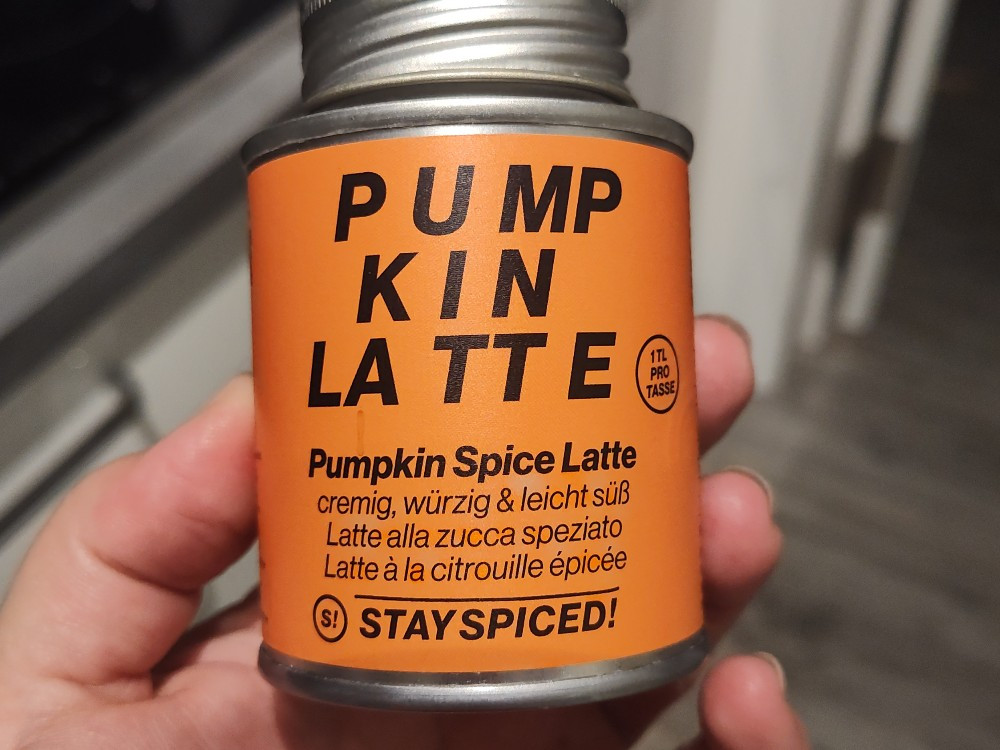 PUMP
KIN
LATTE
1 TL
PRO
TASSE
Pumpkin Spice Latte
cremig, würzig & leicht süß
Latte alla zucca speziato
Latte à la citrouille épicée
S! STAY SPICED!